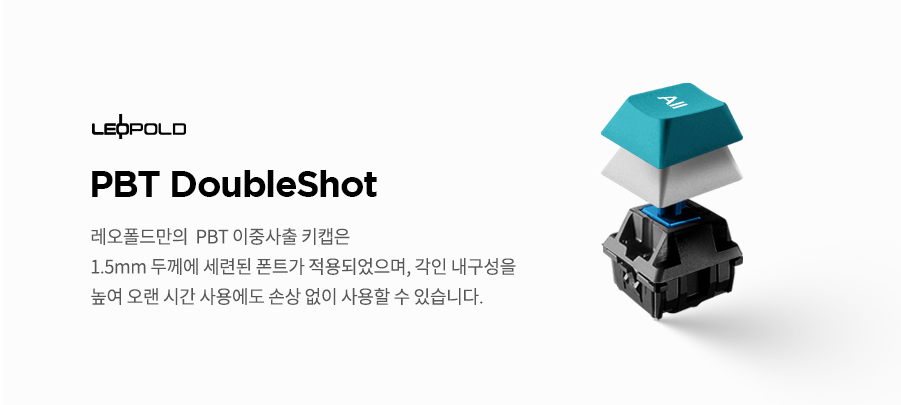 LEOPOLD
PBT DoubleShot
레오폴드만의 PBT 이중사출 키캡은
1.5mm 두께에 세련된 폰트가 적용되었으며, 각인 내구성을
높여 오랜 시간 사용에도 손상 없이 사용할 수 있습니다.
All